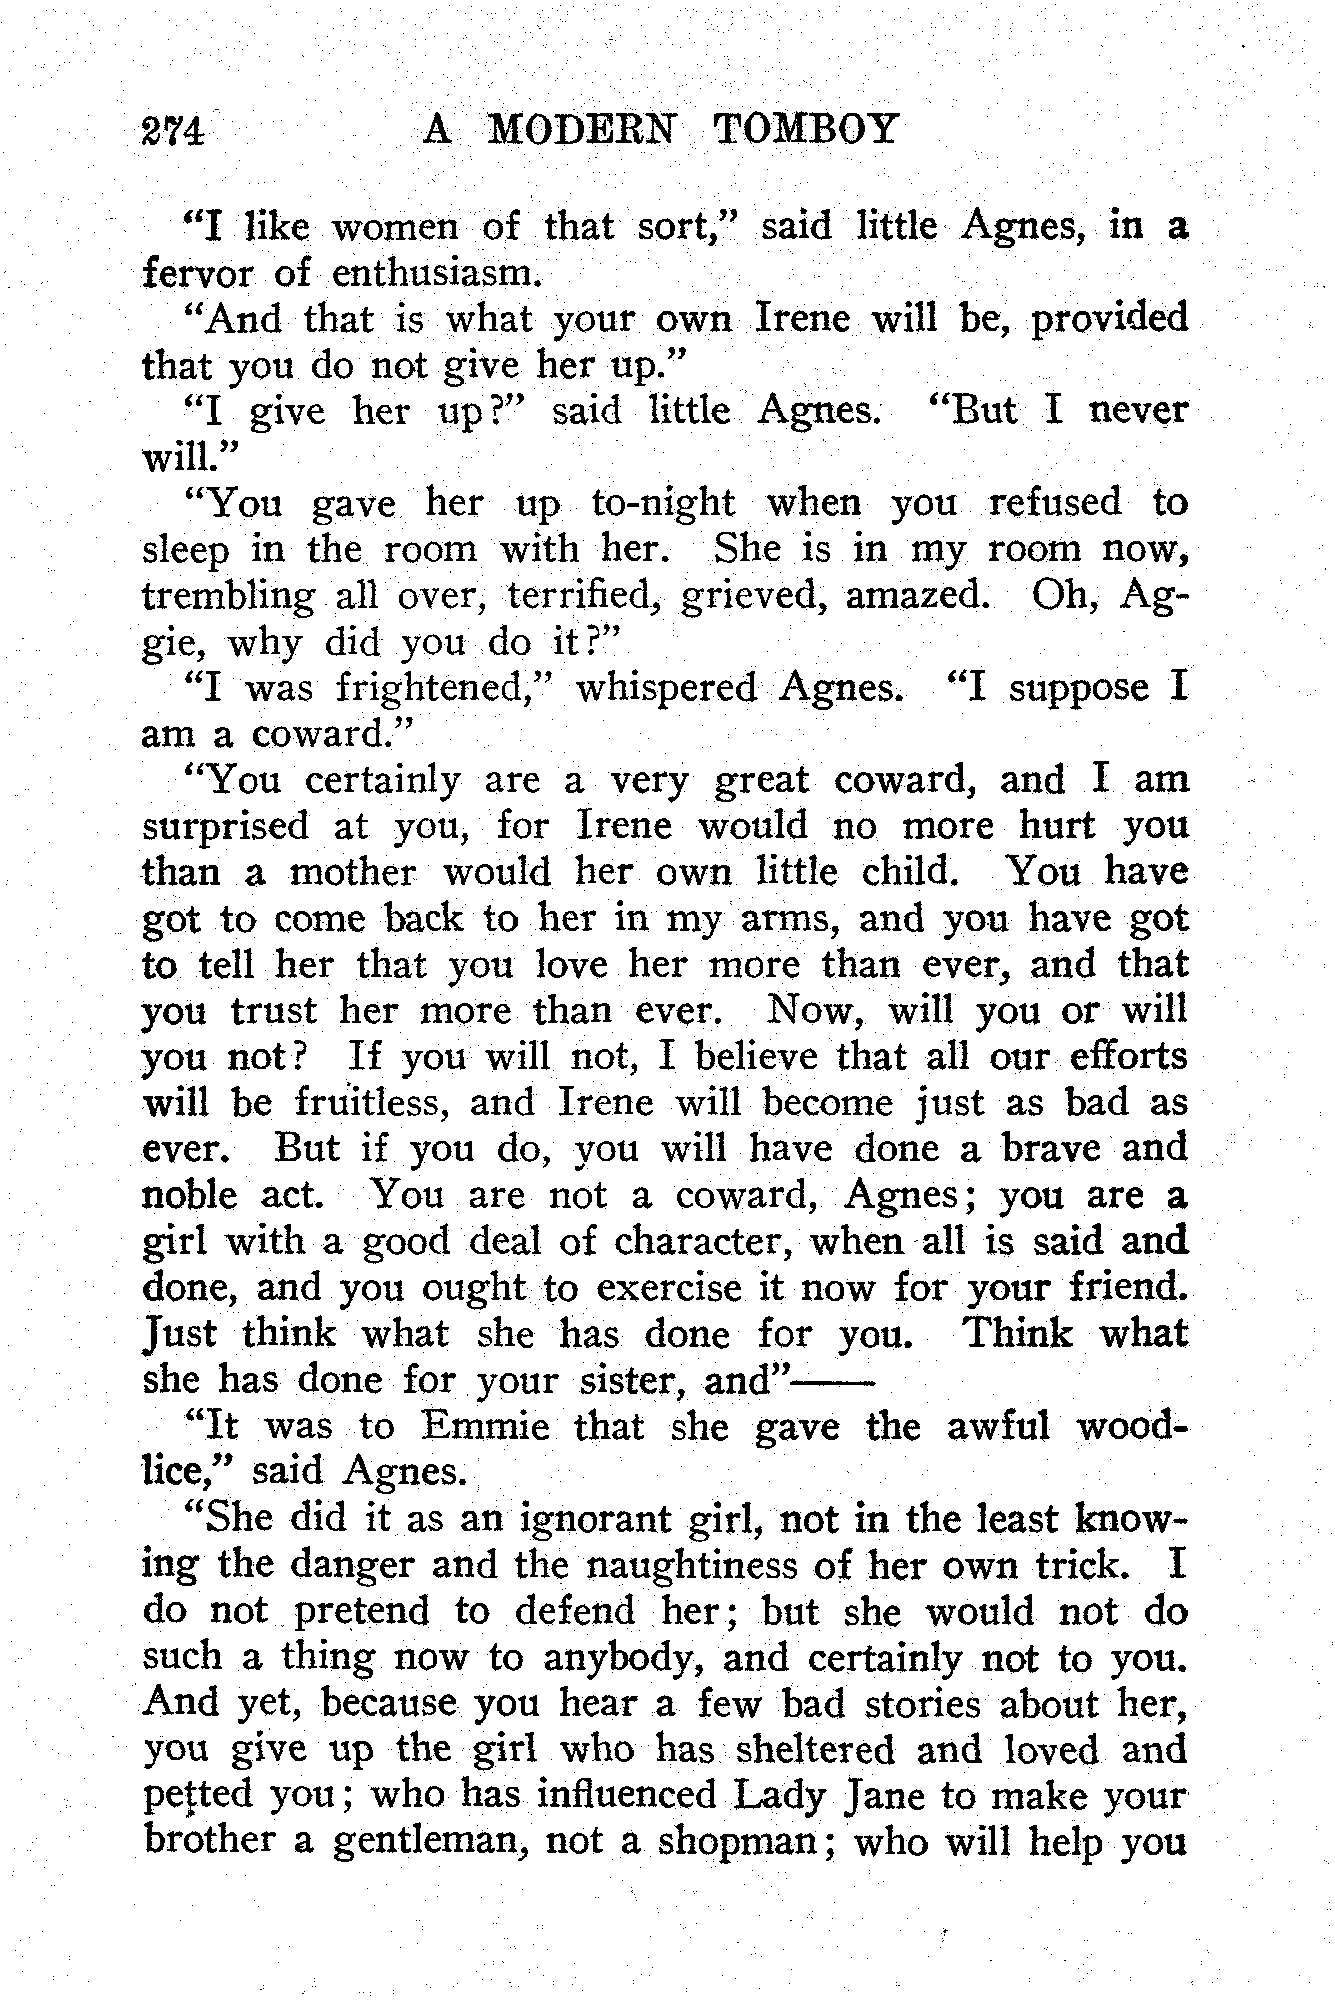 274 A MODERN TOMBOY
“I like women of that sort,” said little Agnes, in a
fervor of enthusiasm.
“And that is what your own Irene will be, provided
that you do not give her up.”
“I give her up?” said little Agnes. “But I never
will.”
“You gave her up to-night when you refused to
sleep in the room with her. She is in my room now,
trembling all over, terrified, grieved, amazed. Oh, Ag-
gie, why did you do it?”
“I was frightened,” whispered Agnes. “I suppose I
am a coward.”
“You certainly are a very great coward, and I am
surprised at you, for Irene would no more hurt you
than a mother would her own little child. You have
got to come back to her in my arms, and you have got
to tell her that you love her more than ever, and that
you trust her more than ever. Now, will you or will
you not? If you will not, I believe that all our efforts
will be fruitless, and Irene will become just as bad as
ever. But if you do, you will have done a brave and
noble act. You are not a coward, Agnes; you are a
girl with a good deal of character, when all is said and
done, and you ought to exercise it now for your friend.
Just think what she has done for you. Think what
she has done for your sister, and”——
“It was to Emmie that she gave the awful wood-
lice,” said Agnes.
“She did it as an ignorant girl, not in the least know-
ing the danger and the naughtiness of her own trick. I
do not pretend to defend her; but she would not do
such a thing now to anybody, and certainly not to you.
And yet, because you hear a few bad stories about her,
you give up the girl who has sheltered and loved and
petted you; who has influenced Lady Jane to make your
brother a gentleman, not a shopman; who will help you